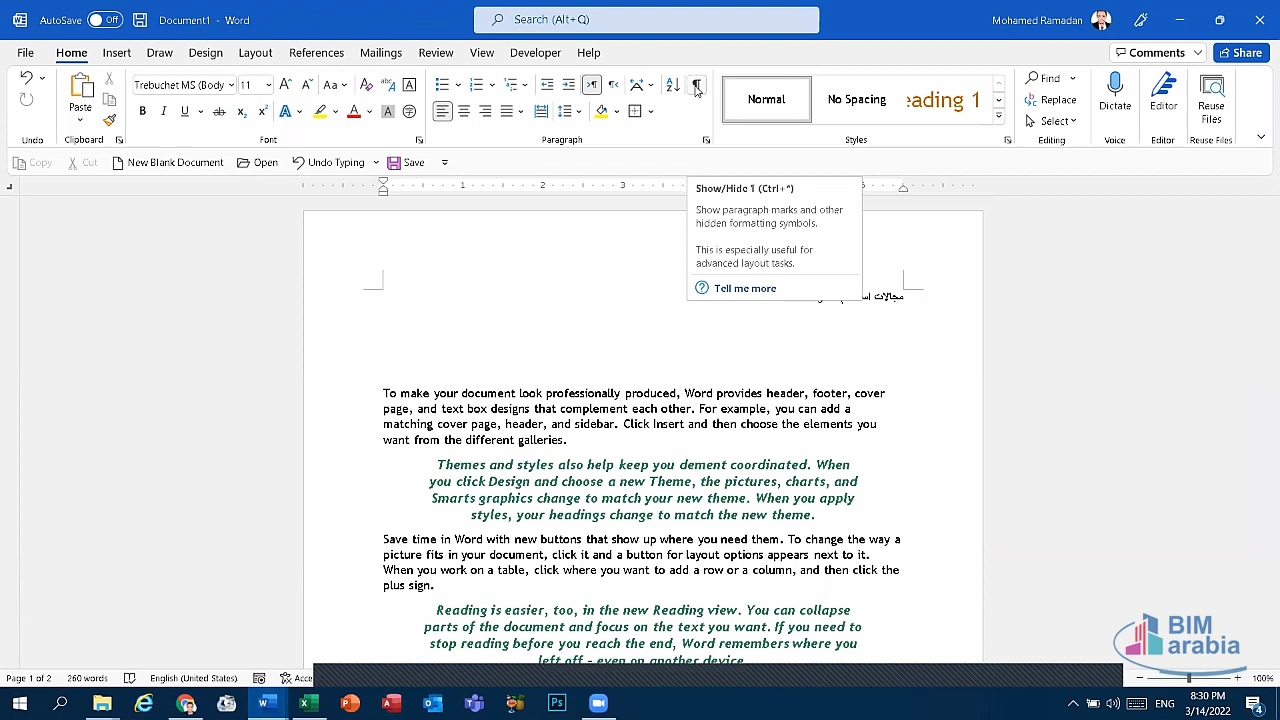 AutoSave Off Document1 - Word Search (Alt+Q) Mohamed Ramadan
File Home Insert Draw Design Layout References Mailings Review View Developer Help Comments Share
Trebuchet MS (Body 11 Find
Paste Normal No Spacing eading 1 Replace Dictate Editor Reuse Files
Select
Undo Clipboard Font Paragraph Styles Editing Voice Editor Reuse Files
Copy Cut New Blank Document Open Undo Typing Save
1 2 3
Show/Hide ¶ (Ctrl+*)
Show paragraph marks and other
hidden formatting symbols.
This is especially useful for
advanced layout tasks.
Tell me more
مجالات
To make your document look professionally produced, Word provides header, footer, cover
page, and text box designs that complement each other. For example, you can add a
matching cover page, header, and sidebar. Click Insert and then choose the elements you
want from the different galleries.
Themes and styles also help keep you dement coordinated. When
you click Design and choose a new Theme, the pictures, charts, and
Smarts graphics change to match your new theme. When you apply
styles, your headings change to match the new theme.
Save time in Word with new buttons that show up where you need them. To change the way a
picture fits in your document, click it and a button for layout options appears next to it.
When you work on a table, click where you want to add a row or a column, and then click the
plus sign.
Reading is easier, too, in the new Reading view. You can collapse
parts of the document and focus on the text you want. If you need to
stop reading before you reach the end, Word remembers where you
left off - even on another device.
BIM
arabia
Page 1 of 2 260 words English (United States) Acce 100%
ENG 8:30 PM
3/14/2022